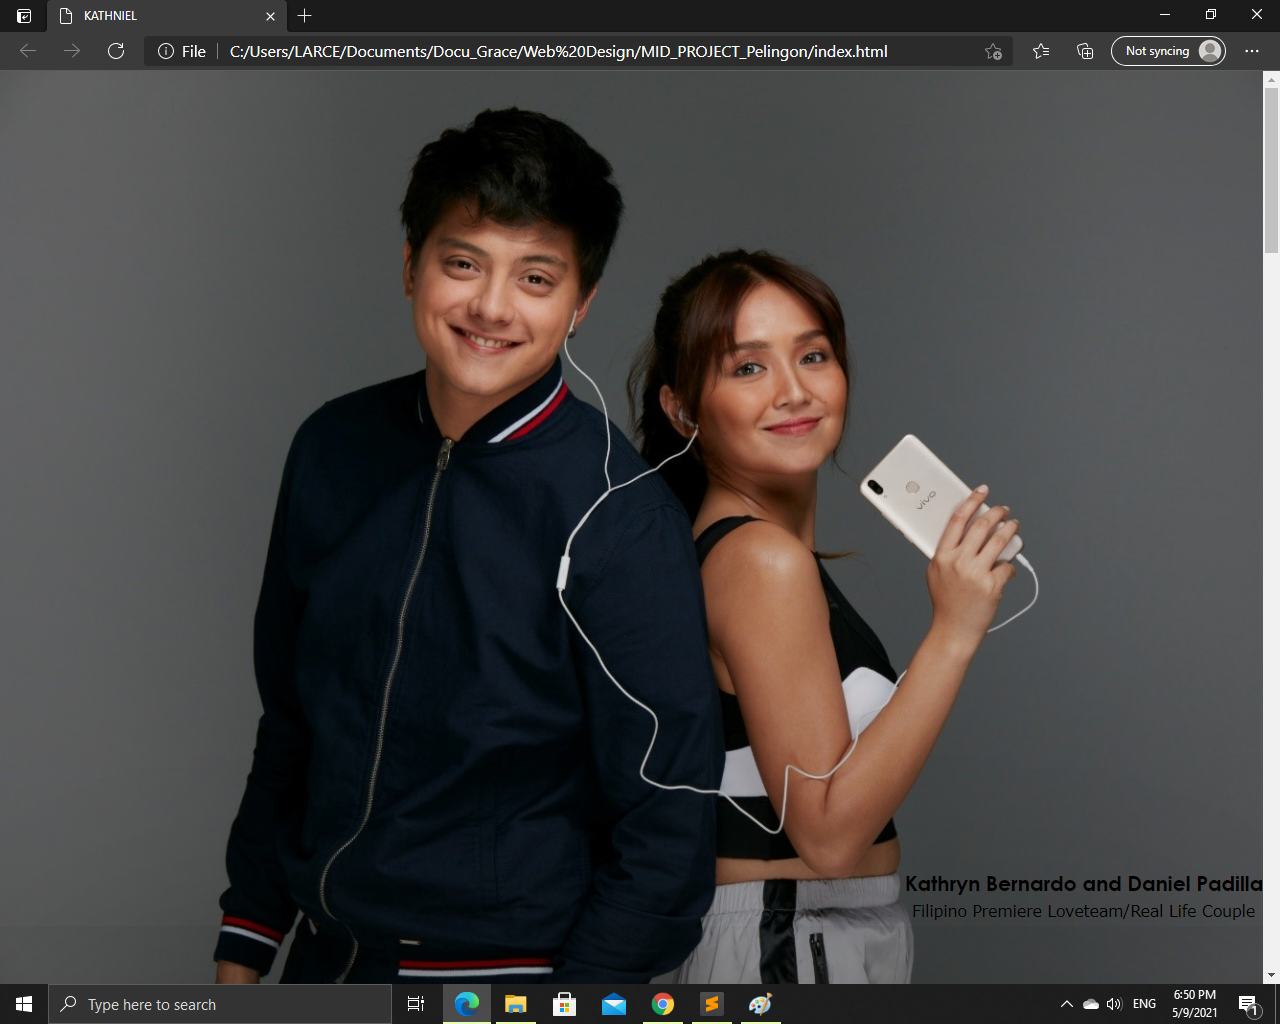 KATHNIEL
File
C:/Users/LARCE/Documents/Docu_Grace/Web%20Design/MID_PROJECT_Pelingon/index.html
Not syncing
vivo
Kathryn Bernardo and Daniel Padilla
Filipino Premiere Loveteam/Real Life Couple
Type here to search
ENG
6:50 PM
5/9/2021
1